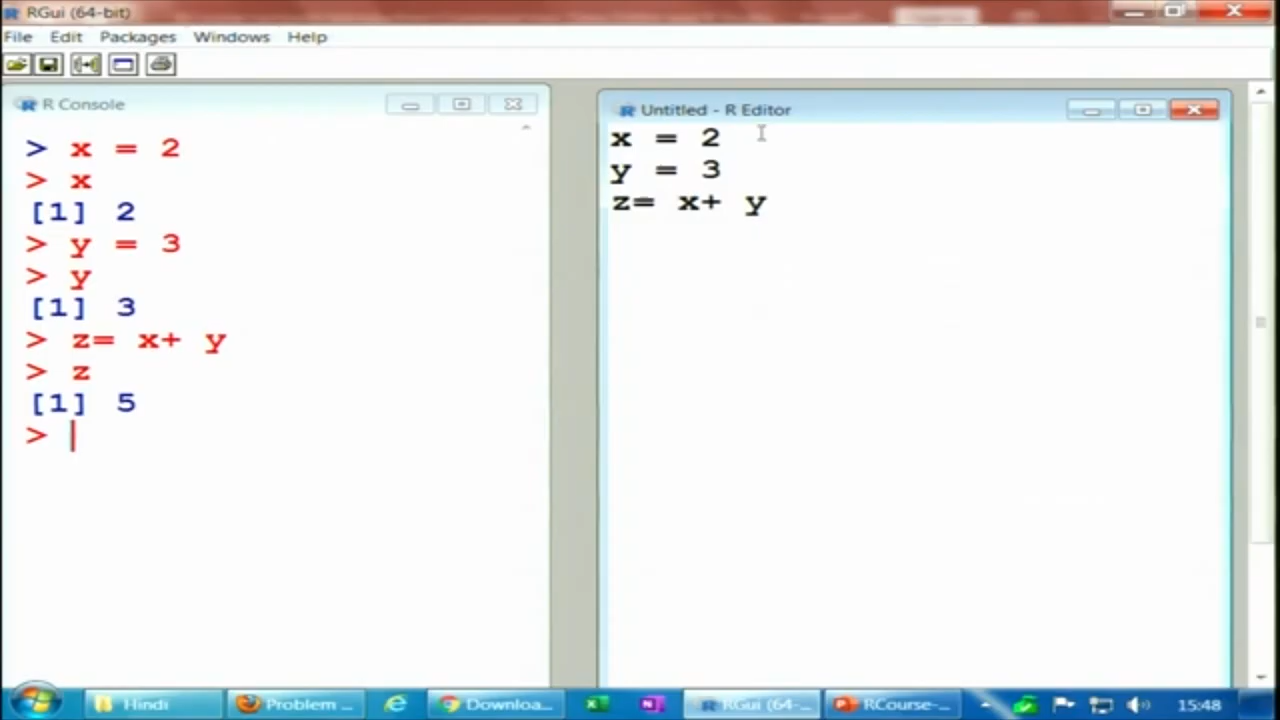 RGui (64-bit)
File Edit Packages Windows Help
R Console
> x = 2
> x
[1] 2
> y = 3
> y
[1] 3
> z= x+ y
> z
[1] 5
>
Untitled - R Editor
x = 2
y = 3
z= x+ y
Hindi
Problem ...
Downloa...
RGui (64-...
RCourse-...
15:48